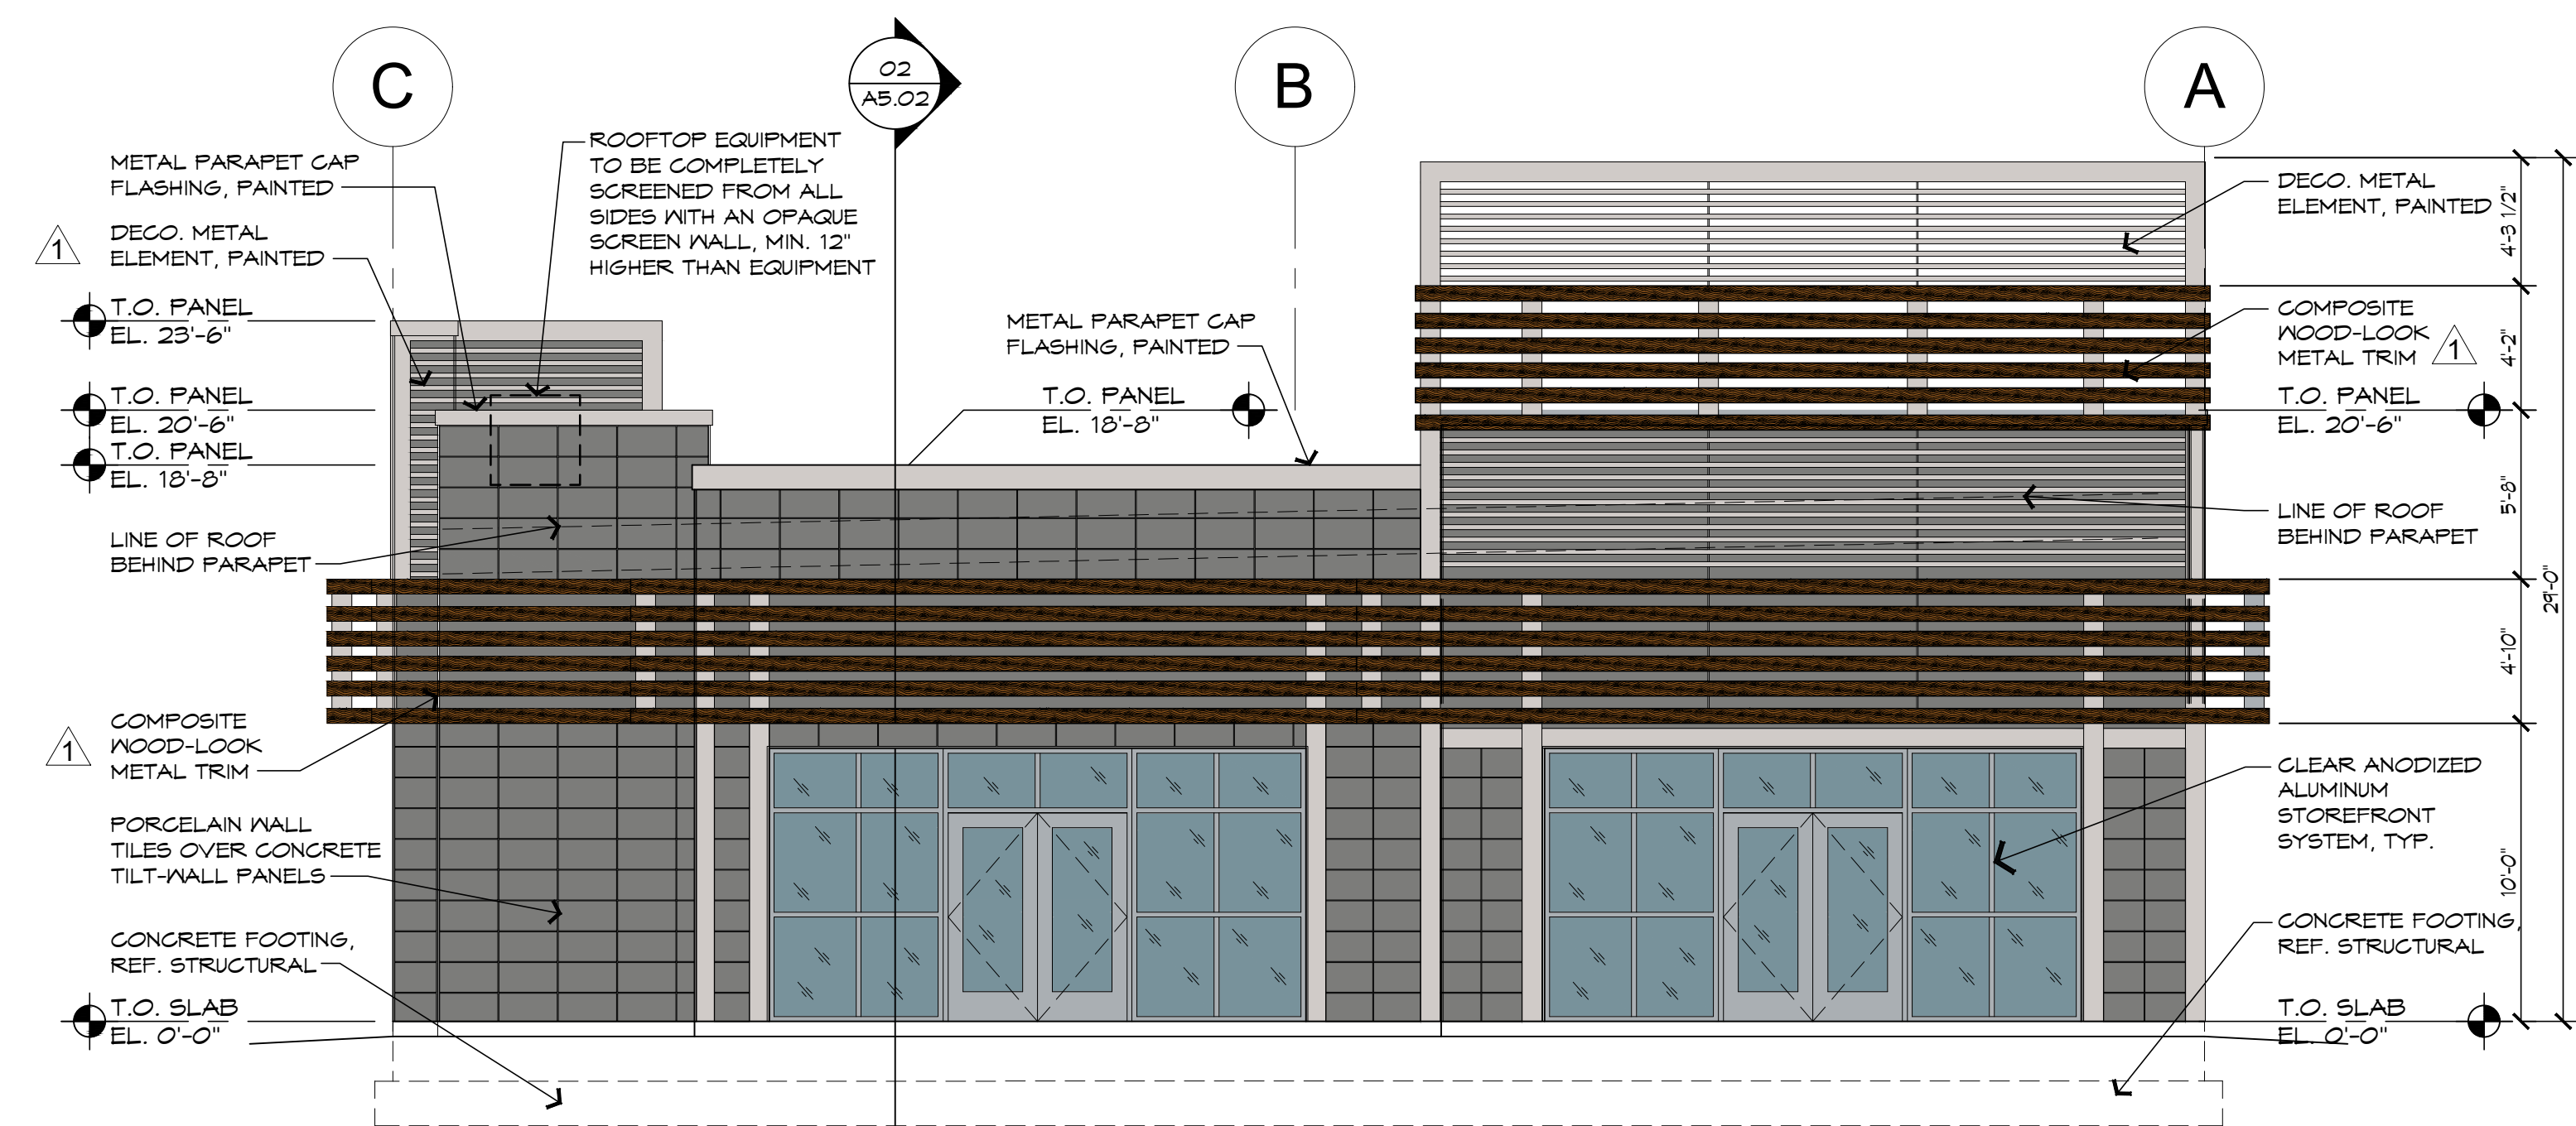 C
02
A5.02
B
A
METAL PARAPET CAP
FLASHING, PAINTED
1
DECO. METAL
ELEMENT, PAINTED
T.O. PANEL
EL. 23'-6"
T.O. PANEL
EL. 20'-6"
T.O. PANEL
EL. 18'-8"
LINE OF ROOF
BEHIND PARAPET
1
COMPOSITE
WOOD-LOOK
METAL TRIM
PORCELAIN WALL
TILES OVER CONCRETE
TILT-WALL PANELS
CONCRETE FOOTING,
REF. STRUCTURAL
T.O. SLAB
EL. 0'-0"
ROOFTOP EQUIPMENT
TO BE COMPLETELY
SCREENED FROM ALL
SIDES WITH AN OPAQUE
SCREEN WALL, MIN. 12"
HIGHER THAN EQUIPMENT
METAL PARAPET CAP
FLASHING, PAINTED
T.O. PANEL
EL. 18'-8"
DECO. METAL
ELEMENT, PAINTED
COMPOSITE
WOOD-LOOK
METAL TRIM
1
T.O. PANEL
EL. 20'-6"
LINE OF ROOF
BEHIND PARAPET
CLEAR ANODIZED
ALUMINUM
STOREFRONT
SYSTEM, TYP.
CONCRETE FOOTING,
REF. STRUCTURAL
T.O. SLAB
EL. 0'-0"
4'-3 1/2"
4'-2"
5'-8"
4'-10"
10'-0"
29'-0"